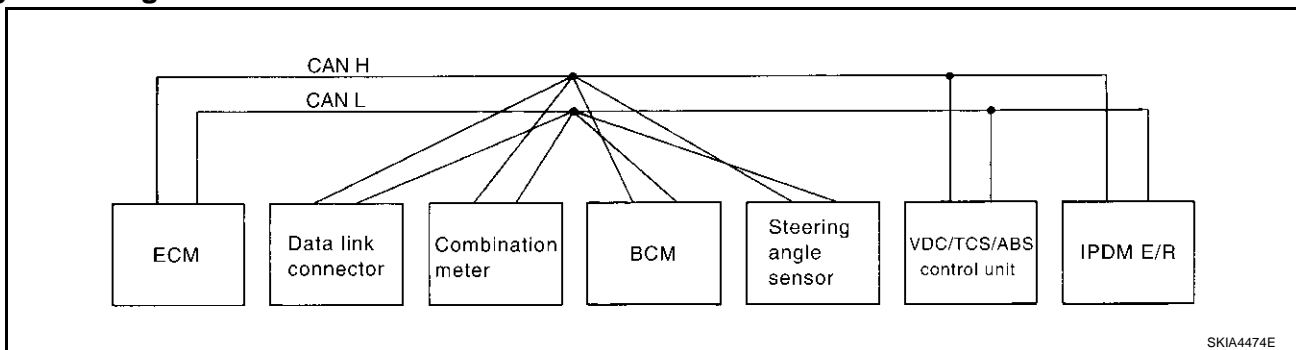 CAN H
CAN L
ECM
Data link
connector
Combination
meter
BCM
Steering
angle
sensor
VDC/TCS/ABS
control unit
IPDM E/R
SKIA4474E